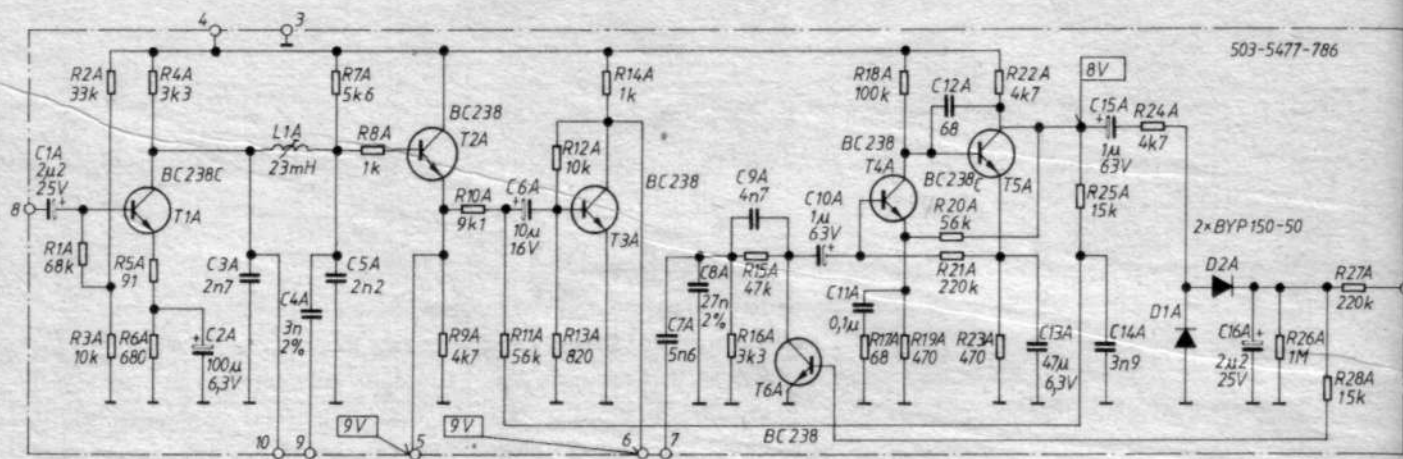 4
3
503-5477-786
R2A
33k
R4A
3k3
R7A
5k6
R14A
1k
R18A
100k
C12A
68
R22A
4k7
8V
C15A
+
1µ
63V
R24A
4k7
BC238
T2A
L1A
23mH
R8A
1k
C1A
2µ2
25V
8
+
BC238C
T1A
R12A
10k
BC238
T3A
R10A
9k1
C6A
+
10µ
16V
BC238
T4A
BC238C
T5A
C9A
4n7
C10A
1µ
63V
+
R20A
56k
R25A
15k
2×BYP150-50
R1A
68k
R5A
91
C3A
2n7
C4A
3n
2%
C5A
2n2
C8A
27n
2%
R15A
47k
R21A
220k
C11A
0,1µ
D2A
D1A
R27A
220k
R3A
10k
R6A
680
+
C2A
100µ
6,3V
R9A
4k7
R11A
56k
R13A
820
C7A
5n6
R16A
3k3
T6A
BC238
R17A
68
R19A
470
R23A
470
C13A
47µ
6,3V
C14A
3n9
C16A
+
2µ2
25V
R26A
1M
R28A
15k
10
9
9V
5
9V
6
7